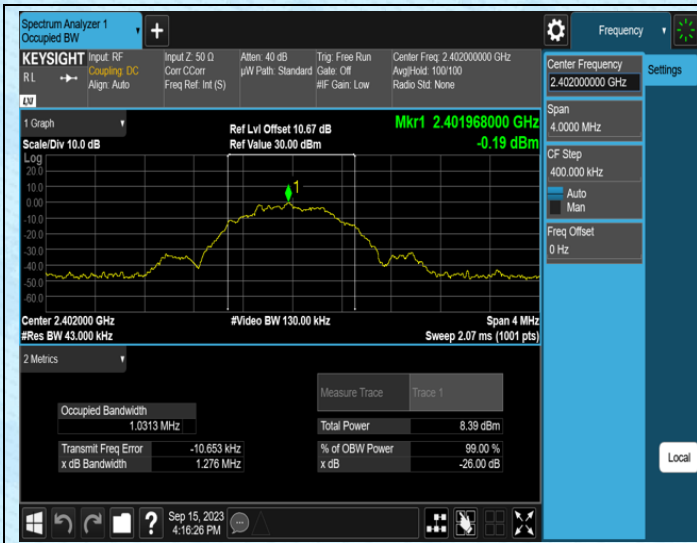 Spectrum Analyzer 1
Occupied BW
Frequency
KEYSIGHT
RL
LXI
Input: RF
Coupling: DC
Align: Auto
Input Z: 50 Ω
Corr CCorr
Freq Ref: Int (S)
Atten: 40 dB
µW Path: Standard
Trig: Free Run
Gate: Off
#IF Gain: Low
Center Freq: 2.402000000 GHz
Avg|Hold: 100/100
Radio Std: None
Center Frequency
2.402000000 GHz
Settings
Span
4.0000 MHz
CF Step
400.000 kHz
Auto
Man
Freq Offset
0 Hz
Local
1 Graph
Scale/Div 10.0 dB
Ref Lvl Offset 10.67 dB
Ref Value 30.00 dBm
Mkr1 2.401968000 GHz
-0.19 dBm
Log
20.0
10.0
0.00
-10.0
-20.0
-30.0
-40.0
-50.0
-60.0
1
Center 2.402000 GHz
#Res BW 43.000 kHz
#Video BW 130.00 kHz
Span 4 MHz
Sweep 2.07 ms (1001 pts)
2 Metrics
Measure Trace
Trace 1
Occupied Bandwidth
1.0313 MHz
Total Power
8.39 dBm
Transmit Freq Error
-10.653 kHz
% of OBW Power
99.00 %
x dB Bandwidth
1.276 MHz
x dB
-26.00 dB
?
Sep 15, 2023
4:16:26 PM